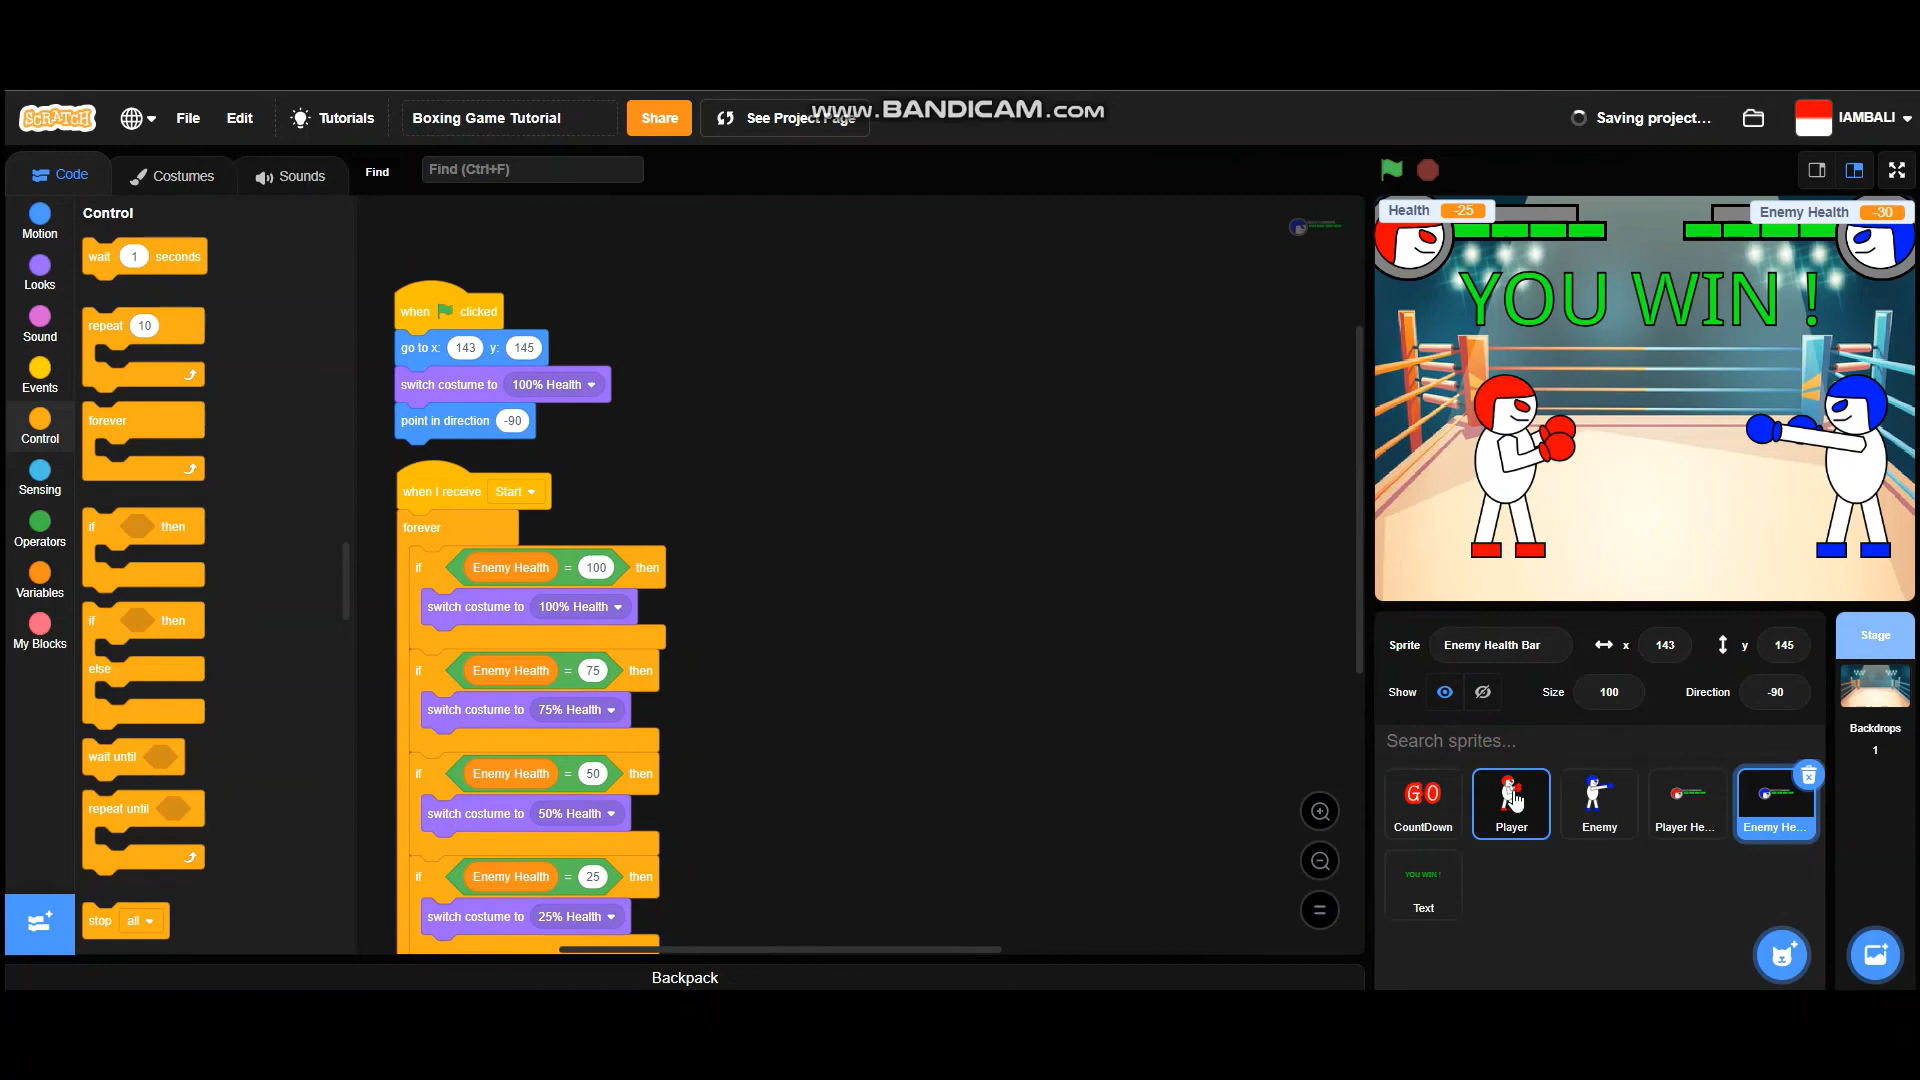 SCRATCH
File
Edit
Tutorials
Boxing Game Tutorial
Share
See Project Page
www.BANDICAM.com
Saving project...
IAMBALI
Code
Costumes
Sounds
Find
Find (Ctrl+F)
Motion
Looks
Sound
Events
Control
Sensing
Operators
Variables
My Blocks
Control
wait 1 seconds
repeat 10
forever
if then
if then
else
wait until
repeat until
stop all
when clicked
go to x: 143 y: 145
switch costume to 100% Health
point in direction -90
when I receive Start
forever
if Enemy Health = 100 then
switch costume to 100% Health
if Enemy Health = 75 then
switch costume to 75% Health
if Enemy Health = 50 then
switch costume to 50% Health
if Enemy Health = 25 then
switch costume to 25% Health
Backpack
Health -25
Enemy Health -30
YOU WIN !
Sprite Enemy Health Bar x 143 y 145
Show Size 100 Direction -90
Search sprites...
GO
CountDown
Player
Enemy
Player He...
Enemy He...
YOU WIN !
Text
Stage
Backdrops
1